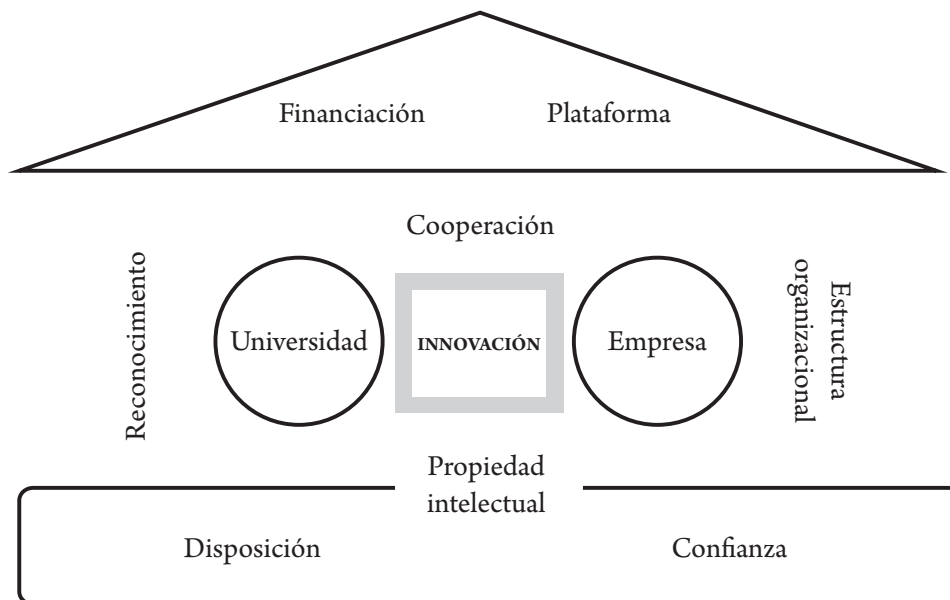 Financiación
Plataforma
Cooperación
Reconocimiento
Universidad
INNOVACIÓN
Empresa
Estructura
organizacional
Propiedad
intelectual
Disposición
Confianza